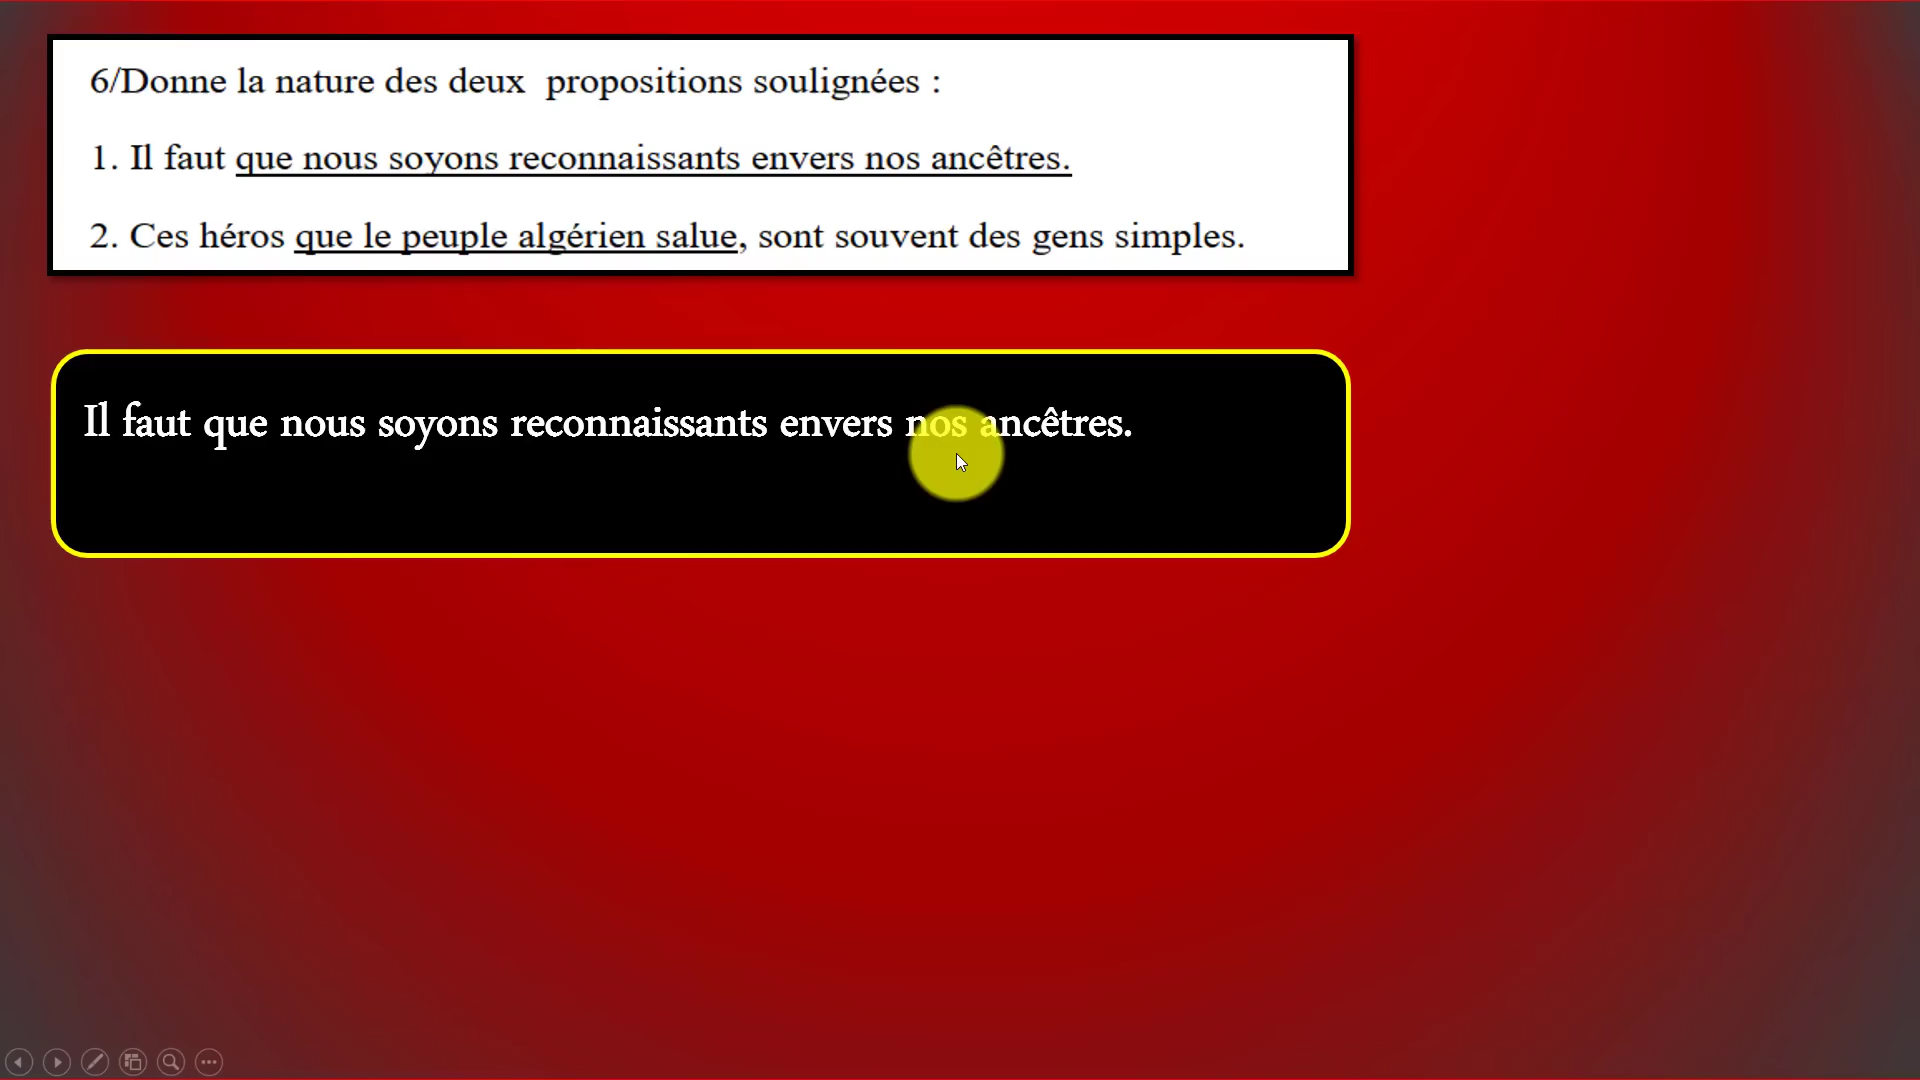 6/Donne la nature des deux propositions soulignées :
1. Il faut que nous soyons reconnaissants envers nos ancêtres.
2. Ces héros que le peuple algérien salue, sont souvent des gens simples.
Il faut que nous soyons reconnaissants envers nos ancêtres.